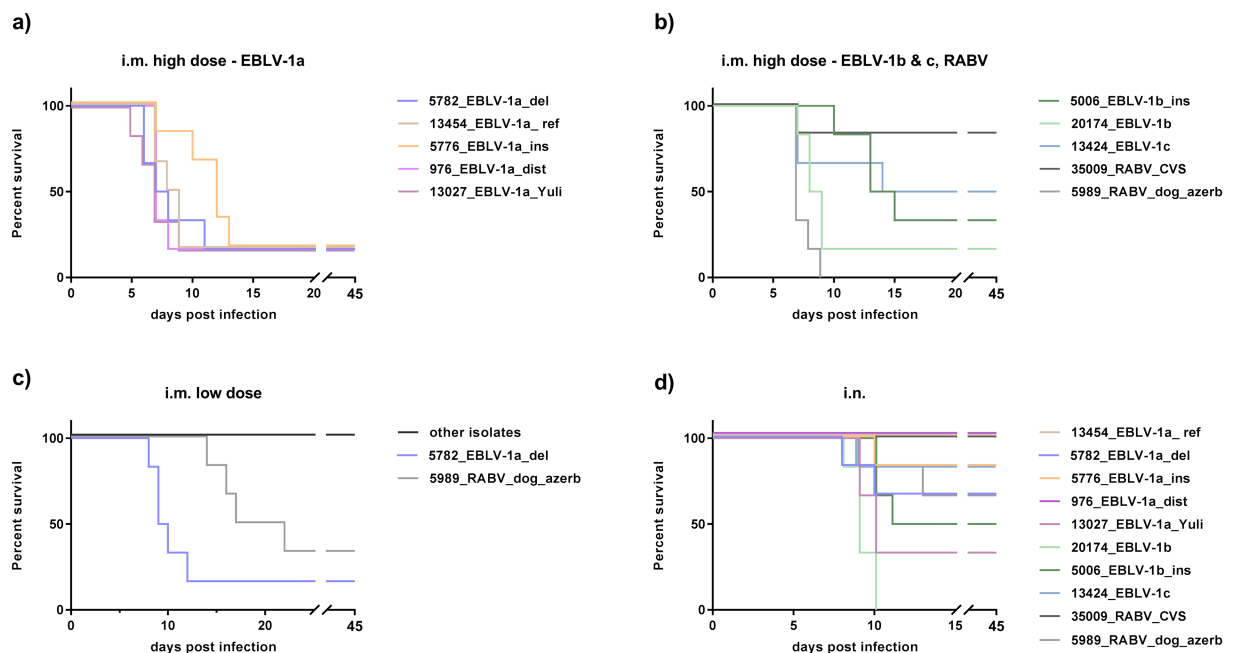 a)
i.m. high dose - EBLV-1a
Percent survival
100
50
0
0 5 10 15 20 45
days post infection
5782_EBLV-1a_del
13454_EBLV-1a_ ref
5776_EBLV-1a_ins
976_EBLV-1a_dist
13027_EBLV-1a_Yuli
b)
i.m. high dose - EBLV-1b & c, RABV
Percent survival
100
50
0
0 5 10 15 20 45
days post infection
5006_EBLV-1b_ins
20174_EBLV-1b
13424_EBLV-1c
35009_RABV_CVS
5989_RABV_dog_azerb
c)
i.m. low dose
Percent survival
100
50
0
0 10 20 45
days post infection
other isolates
5782_EBLV-1a_del
5989_RABV_dog_azerb
d)
i.n.
Percent survival
100
50
0
0 5 10 15 45
days post infection
13454_EBLV-1a_ ref
5782_EBLV-1a_del
5776_EBLV-1a_ins
976_EBLV-1a_dist
13027_EBLV-1a_Yuli
20174_EBLV-1b
5006_EBLV-1b_ins
13424_EBLV-1c
35009_RABV_CVS
5989_RABV_dog_azerb